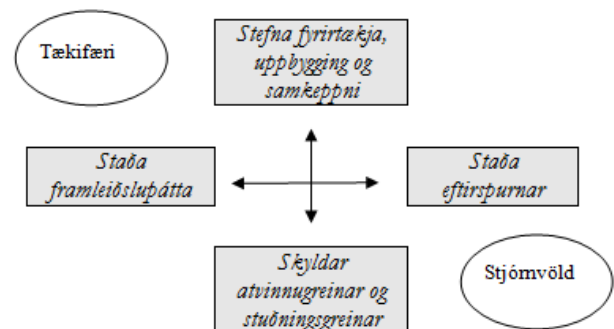 Tækifæri
Stefna fyrirtækja,
uppbygging og
samkeppni
Staða
framleiðsluþátta
Staða
eftirspurnar
Skyldar
atvinnugreinar og
stuðningsgreinar
Stjórnvöld